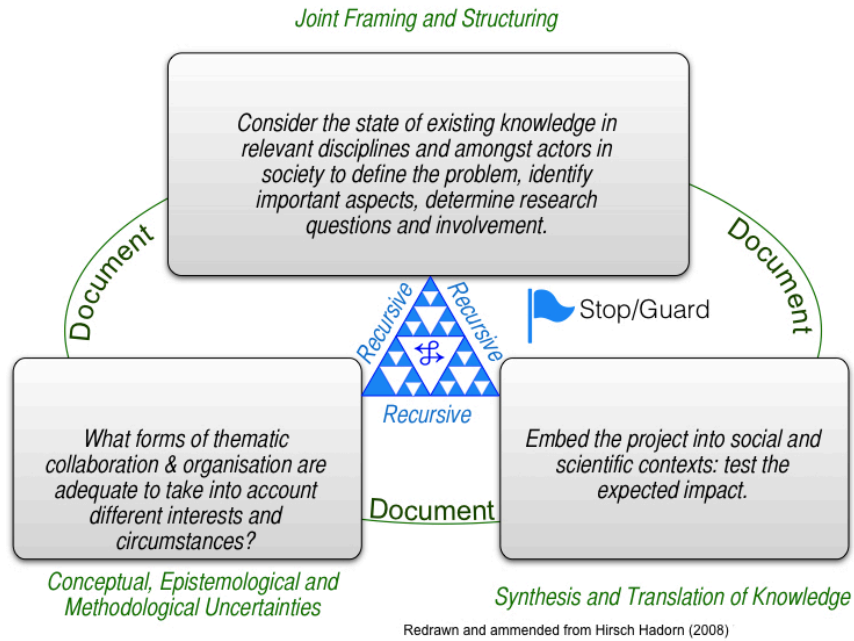 Joint Framing and Structuring
Consider the state of existing knowledge in
relevant disciplines and amongst actors in
society to define the problem, identify
important aspects, determine research
questions and involvement.
Document
Document
Recursive
Recursive
Stop/Guard
Recursive
What forms of thematic
collaboration & organisation are
adequate to take into account
different interests and
circumstances?
Embed the project into social and
scientific contexts: test the
expected impact.
Document
Conceptual, Epistemological and
Methodological Uncertainties
Synthesis and Translation of Knowledge
Redrawn and ammended from Hirsch Hadorn (2008)